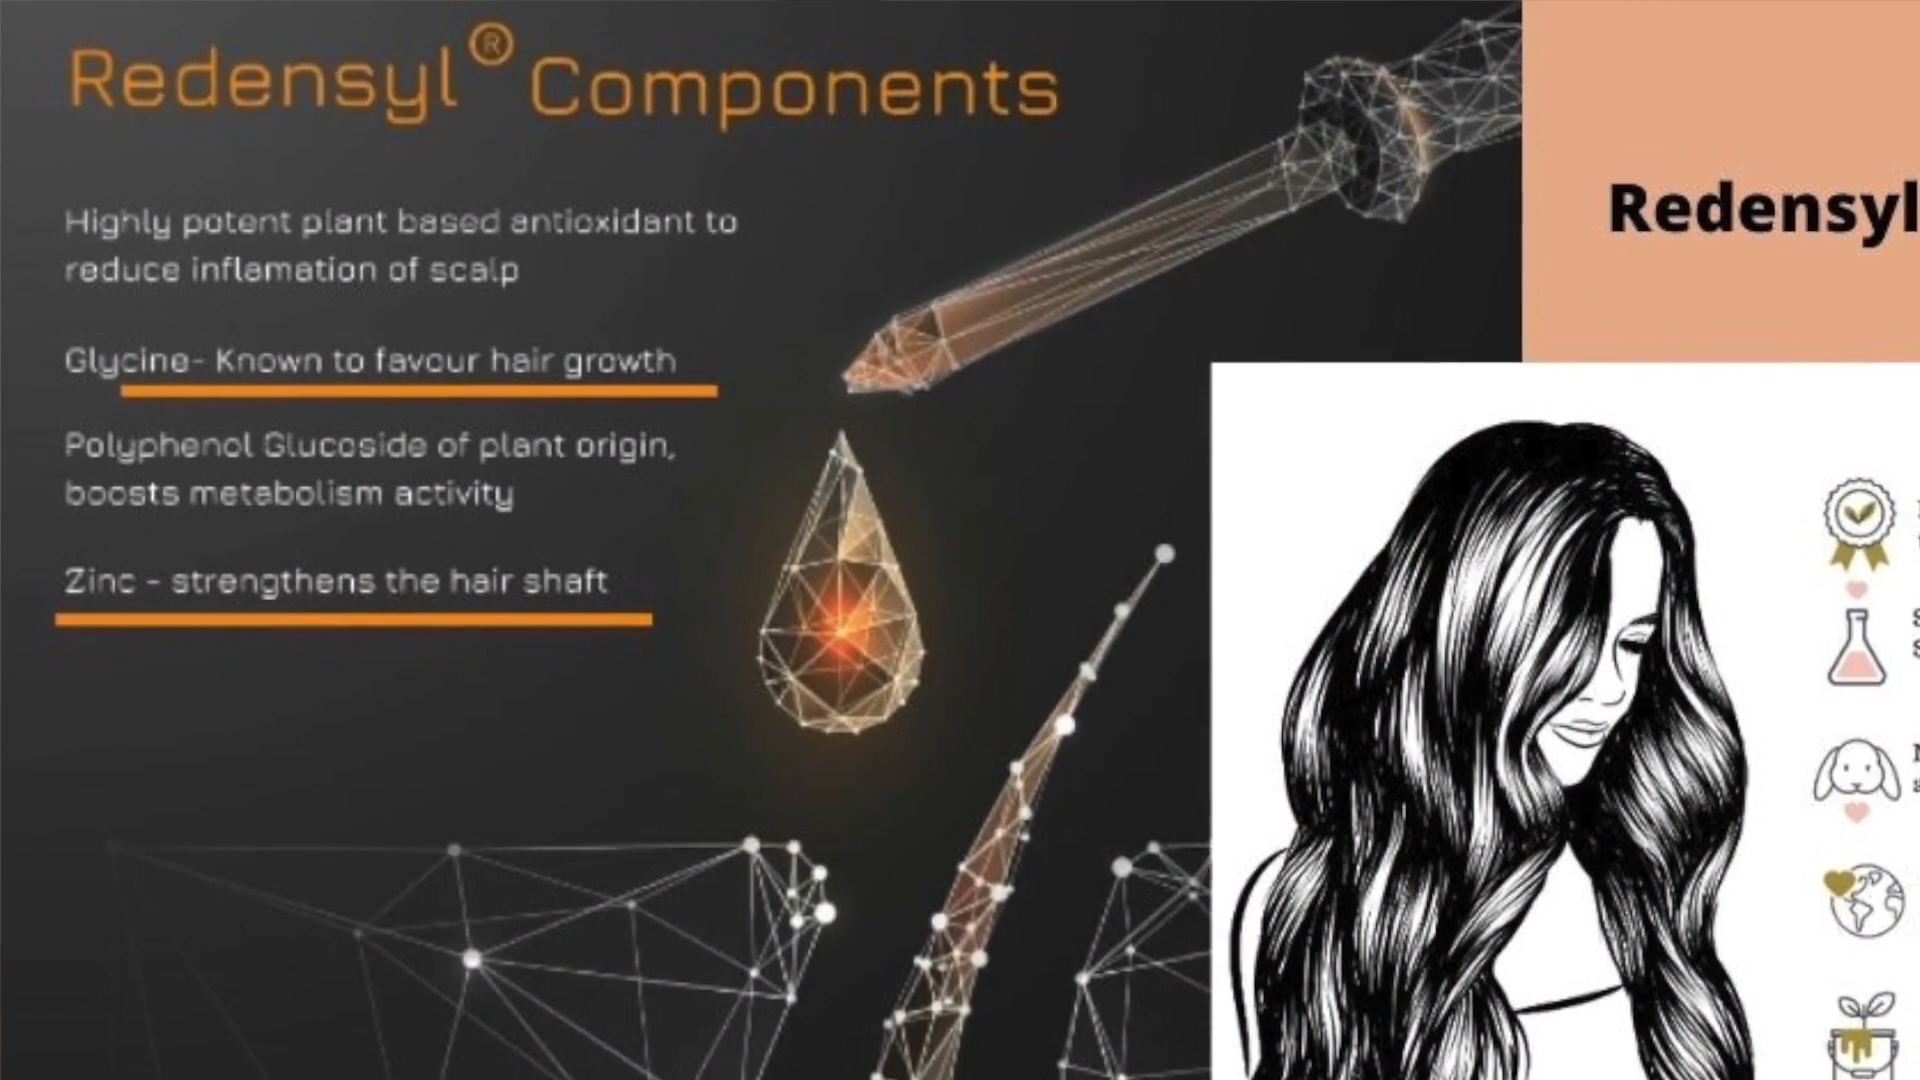 Redensyl® Components
Highly potent plant based antioxidant to
reduce inflamation of scalp
Glycine- Known to favour hair growth
Polyphenol Glucoside of plant origin,
boosts metabolism activity
Zinc - strengthens the hair shaft
Redensyl